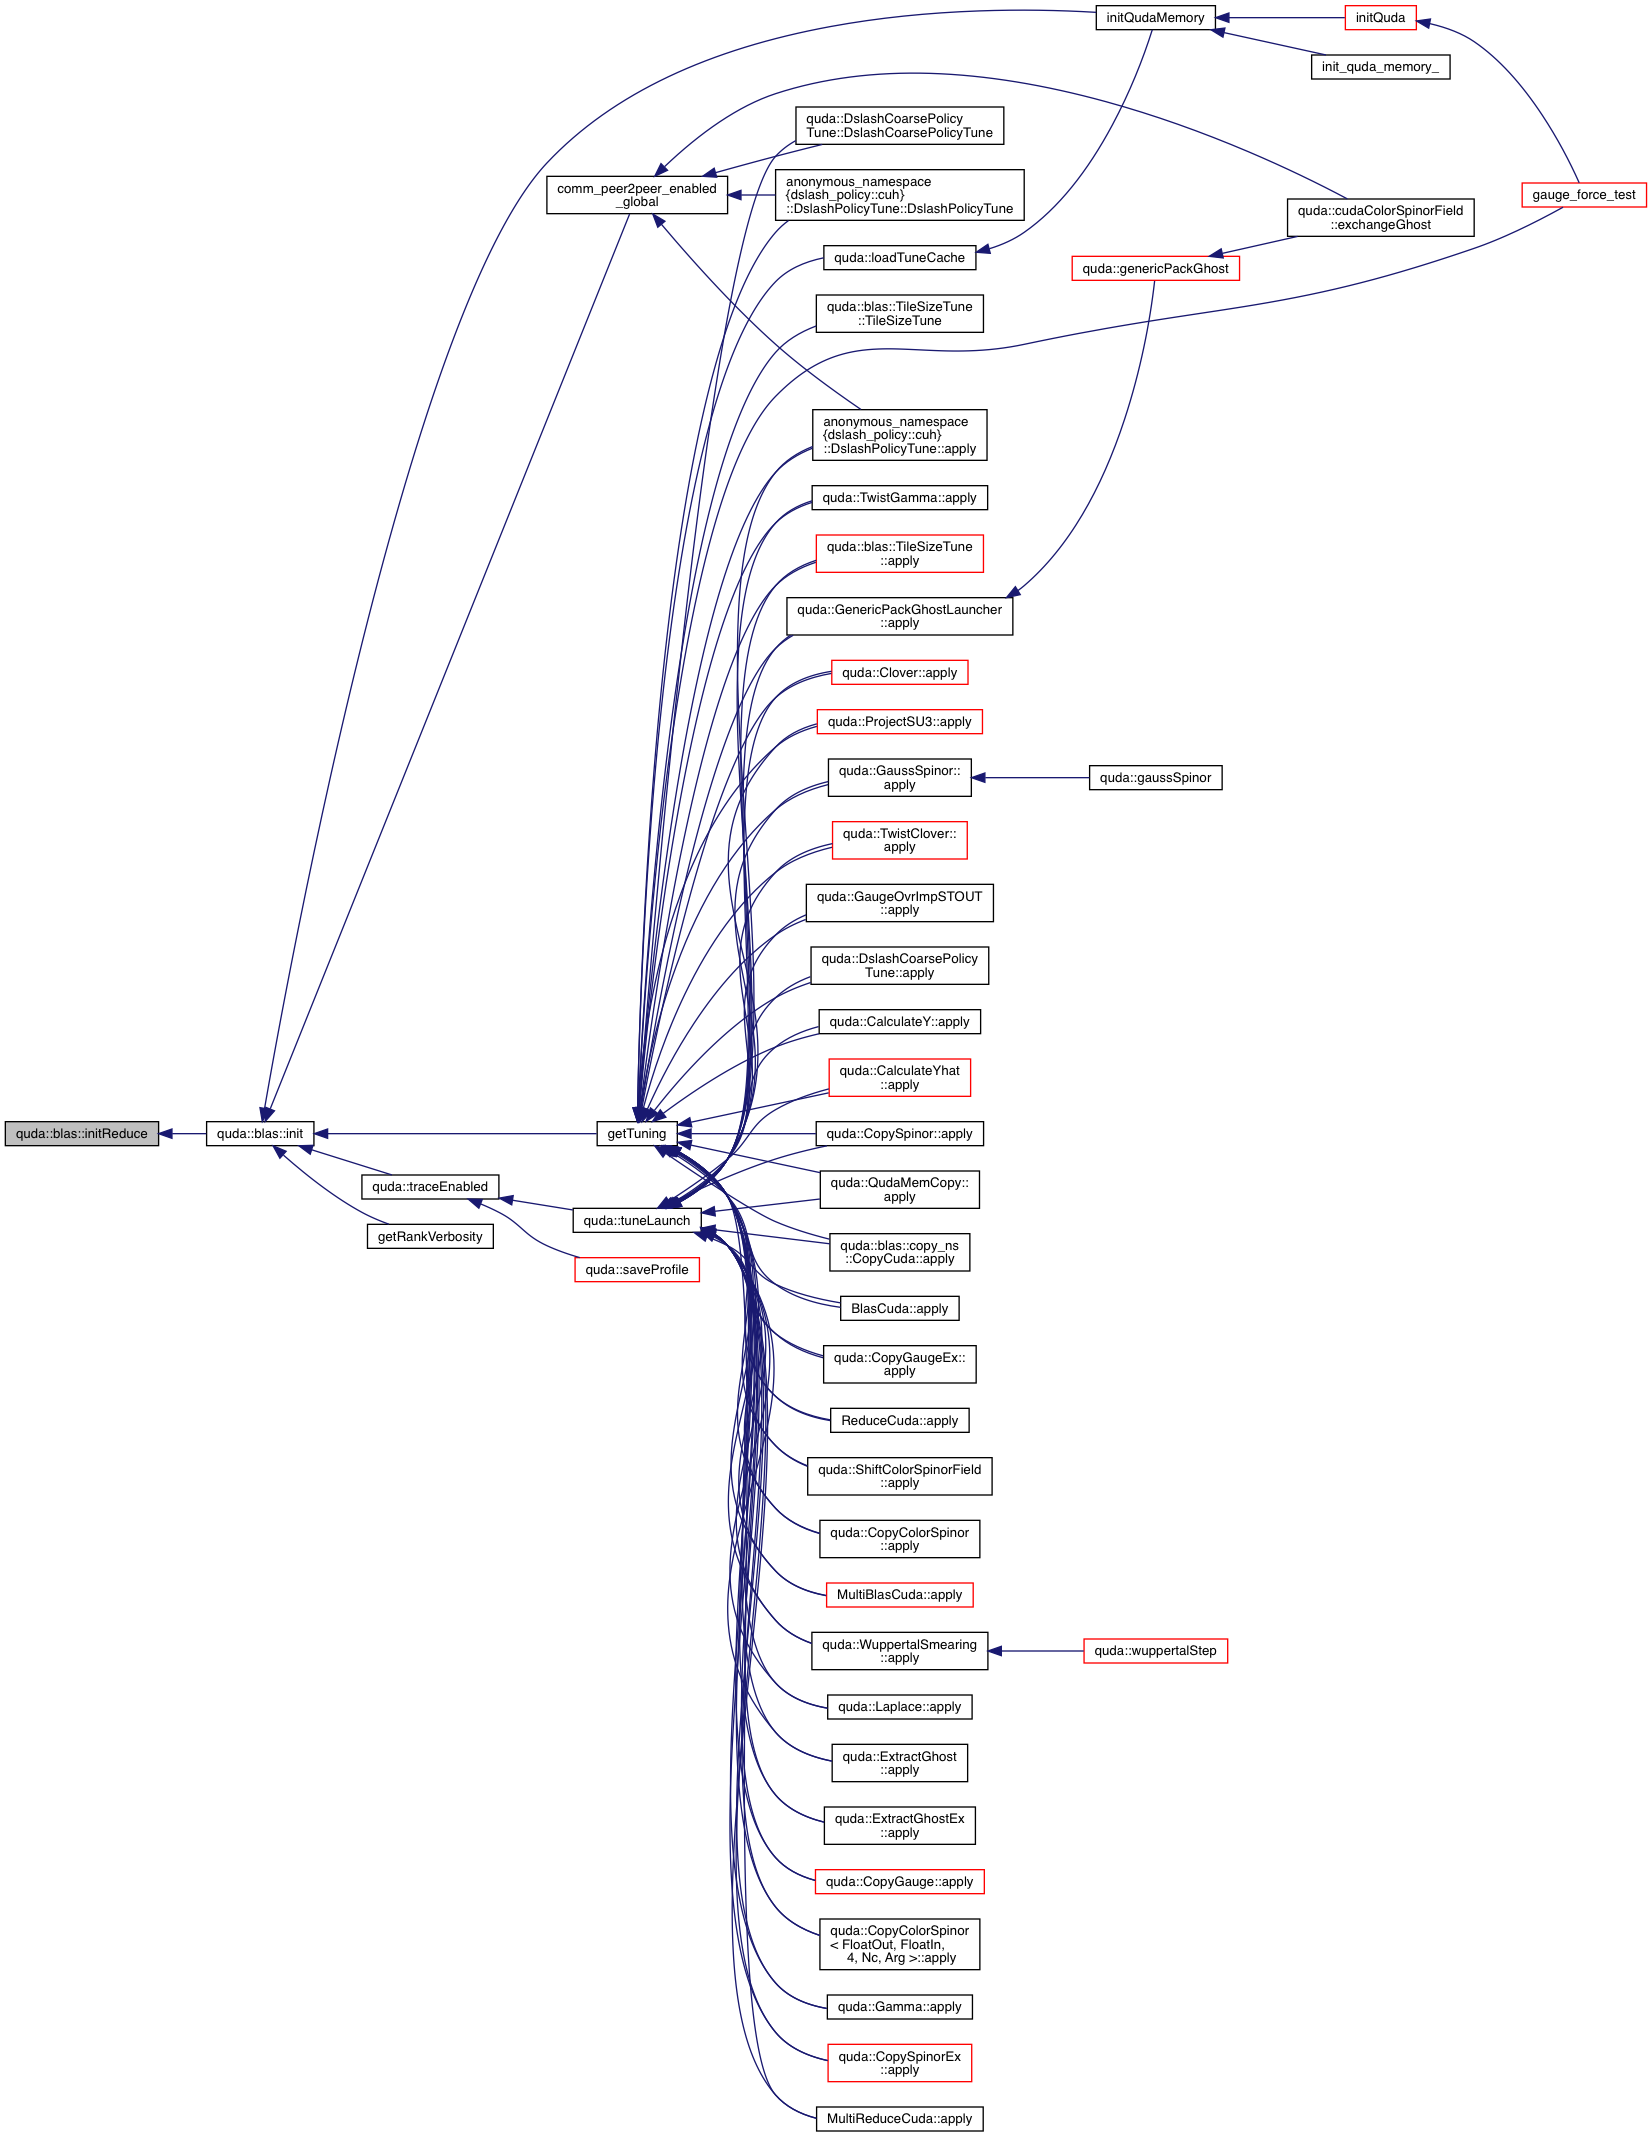 initQudaMemory
initQuda
init_quda_memory_
quda::DslashCoarsePolicy
Tune::DslashCoarsePolicyTune
comm_peer2peer_enabled
_global
anonymous_namespace
{dslash_policy::cuh}
::DslashPolicyTune::DslashPolicyTune
gauge_force_test
quda::cudaColorSpinorField
::exchangeGhost
quda::loadTuneCache
quda::genericPackGhost
quda::blas::TileSizeTune
::TileSizeTune
anonymous_namespace
{dslash_policy::cuh}
::DslashPolicyTune::apply
quda::TwistGamma::apply
quda::blas::TileSizeTune
::apply
quda::GenericPackGhostLauncher
::apply
quda::Clover::apply
quda::ProjectSU3::apply
quda::GaussSpinor::
apply
quda::gaussSpinor
quda::TwistClover::
apply
quda::GaugeOvrImpSTOUT
::apply
quda::DslashCoarsePolicy
Tune::apply
quda::CalculateY::apply
quda::CalculateYhat
::apply
quda::blas::initReduce
quda::blas::init
getTuning
quda::CopySpinor::apply
quda::traceEnabled
quda::QudaMemCopy::
apply
quda::tuneLaunch
getRankVerbosity
quda::saveProfile
quda::blas::copy_ns
::CopyCuda::apply
BlasCuda::apply
quda::CopyGaugeEx::
apply
ReduceCuda::apply
quda::ShiftColorSpinorField
::apply
quda::CopyColorSpinor
::apply
MultiBlasCuda::apply
quda::WuppertalSmearing
::apply
quda::wuppertalStep
quda::Laplace::apply
quda::ExtractGhost
::apply
quda::ExtractGhostEx
::apply
quda::CopyGauge::apply
quda::CopyColorSpinor
< FloatOut, FloatIn,
4, Nc, Arg >::apply
quda::Gamma::apply
quda::CopySpinorEx
::apply
MultiReduceCuda::apply